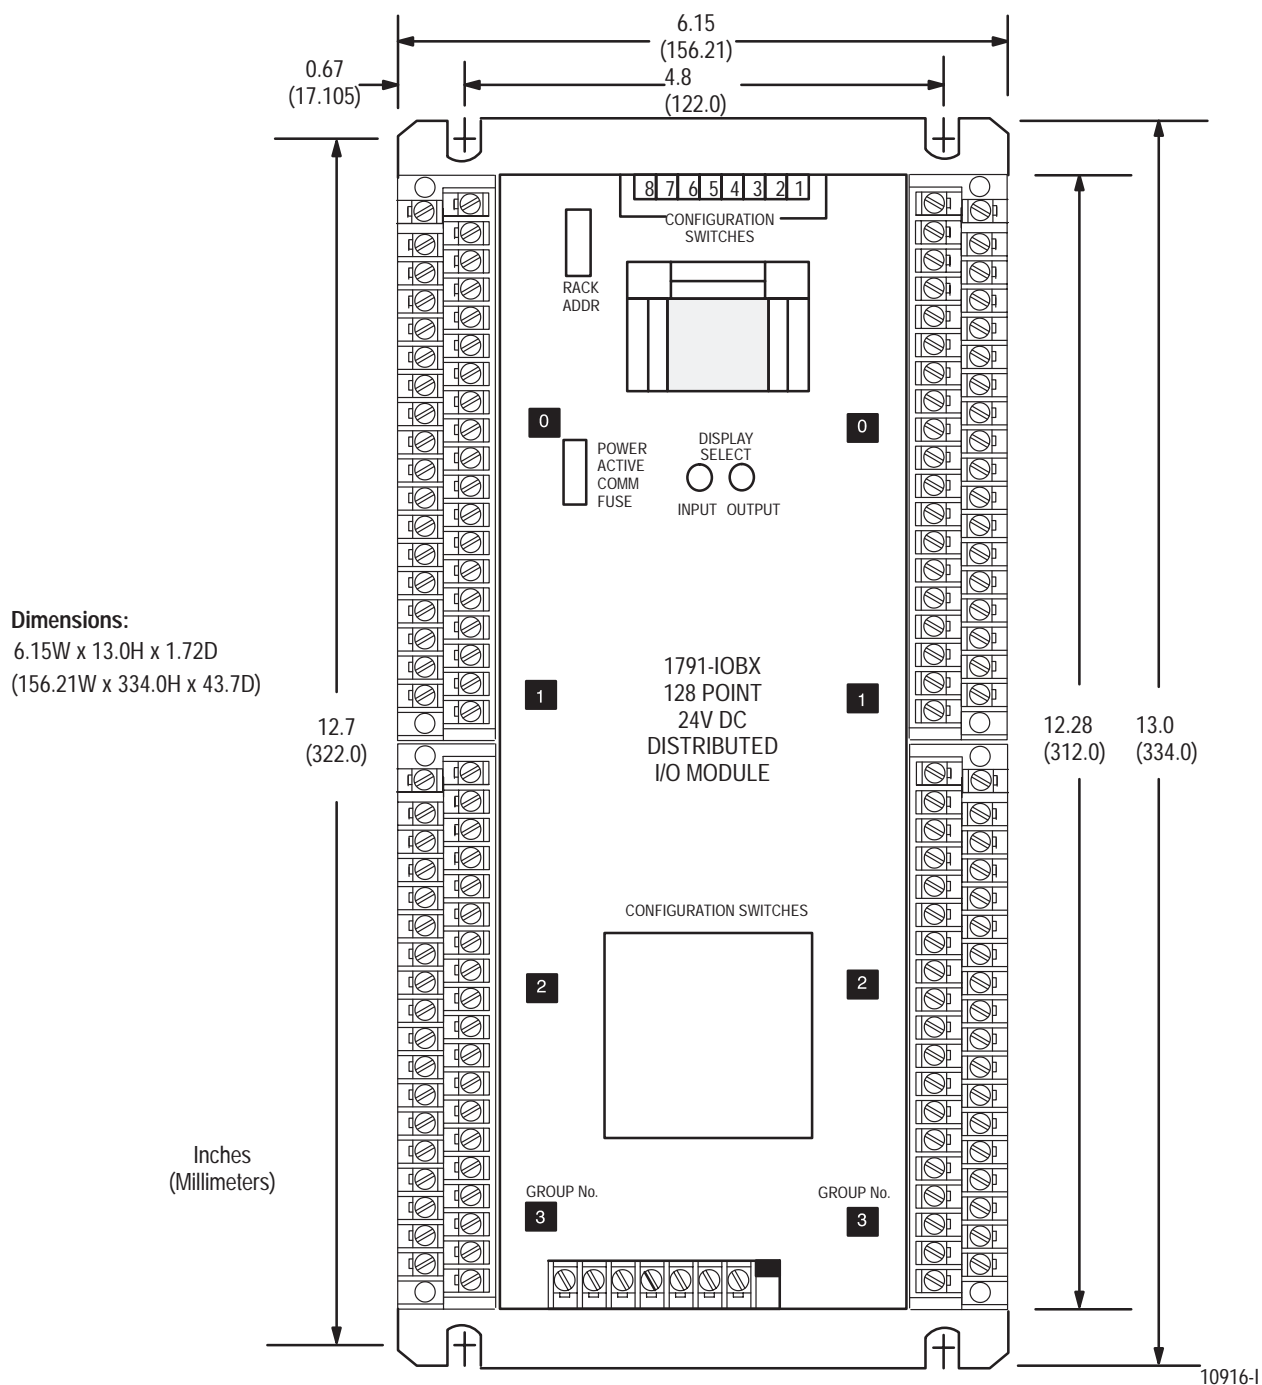 6.15
(156.21)
0.67
(17.105)
4.8
(122.0)
8 7 6 5 4 3 2 1
CONFIGURATION
SWITCHES
RACK
ADDR
0
0
POWER
ACTIVE
COMM
FUSE
DISPLAY
SELECT
INPUT OUTPUT
Dimensions:
6.15W x 13.0H x 1.72D
(156.21W x 334.0H x 43.7D)
1
1
1791-IOBX
128 POINT
24V DC
DISTRIBUTED
I/O MODULE
12.7
(322.0)
12.28
(312.0)
13.0
(334.0)
CONFIGURATION SWITCHES
2
2
Inches
(Millimeters)
GROUP No.
3
GROUP No.
3
10916-I